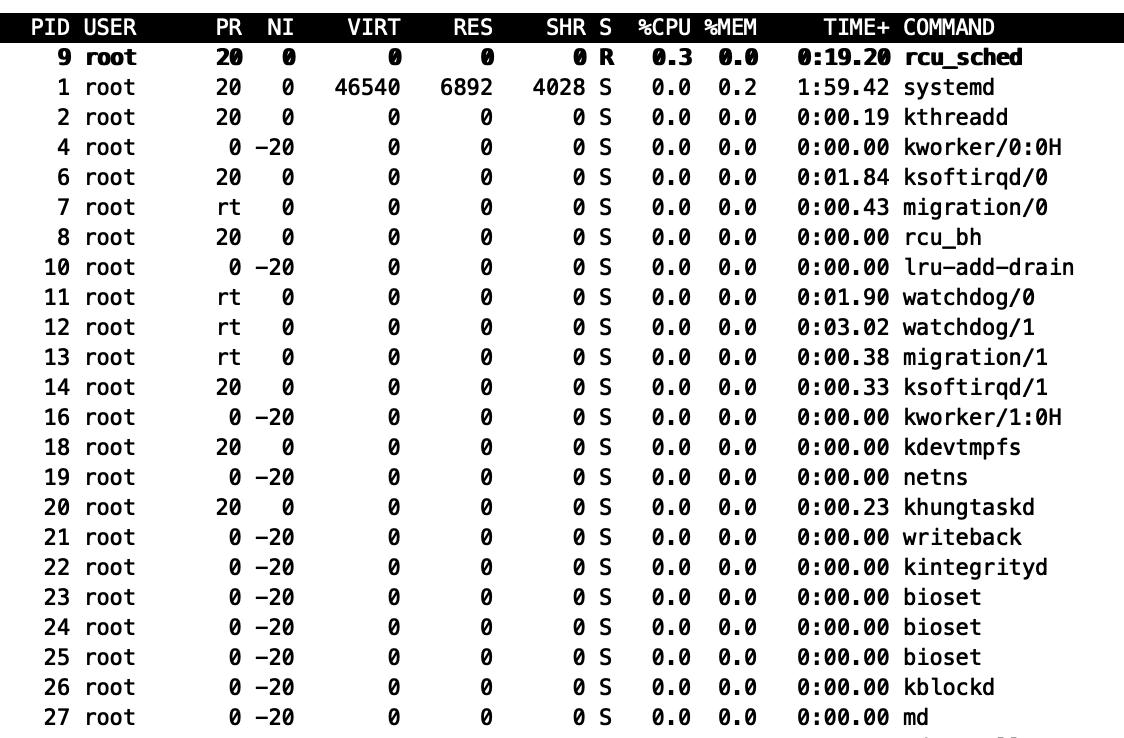 PID USER PR NI VIRT RES SHR S %CPU %MEM TIME+ COMMAND
9 root 20 0 0 0 0 R 0.3 0.0 0:19.20 rcu_sched
1 root 20 0 46540 6892 4028 S 0.0 0.2 1:59.42 systemd
2 root 20 0 0 0 0 S 0.0 0.0 0:00.19 kthreadd
4 root 0 -20 0 0 0 S 0.0 0.0 0:00.00 kworker/0:0H
6 root 20 0 0 0 0 S 0.0 0.0 0:01.84 ksoftirqd/0
7 root rt 0 0 0 0 S 0.0 0.0 0:00.43 migration/0
8 root 20 0 0 0 0 S 0.0 0.0 0:00.00 rcu_bh
10 root 0 -20 0 0 0 S 0.0 0.0 0:00.00 lru-add-drain
11 root rt 0 0 0 0 S 0.0 0.0 0:01.90 watchdog/0
12 root rt 0 0 0 0 S 0.0 0.0 0:03.02 watchdog/1
13 root rt 0 0 0 0 S 0.0 0.0 0:00.38 migration/1
14 root 20 0 0 0 0 S 0.0 0.0 0:00.33 ksoftirqd/1
16 root 0 -20 0 0 0 S 0.0 0.0 0:00.00 kworker/1:0H
18 root 20 0 0 0 0 S 0.0 0.0 0:00.00 kdevtmpfs
19 root 0 -20 0 0 0 S 0.0 0.0 0:00.00 netns
20 root 20 0 0 0 0 S 0.0 0.0 0:00.23 khungtaskd
21 root 0 -20 0 0 0 S 0.0 0.0 0:00.00 writeback
22 root 0 -20 0 0 0 S 0.0 0.0 0:00.00 kintegrityd
23 root 0 -20 0 0 0 S 0.0 0.0 0:00.00 bioset
24 root 0 -20 0 0 0 S 0.0 0.0 0:00.00 bioset
25 root 0 -20 0 0 0 S 0.0 0.0 0:00.00 bioset
26 root 0 -20 0 0 0 S 0.0 0.0 0:00.00 kblockd
27 root 0 -20 0 0 0 S 0.0 0.0 0:00.00 md